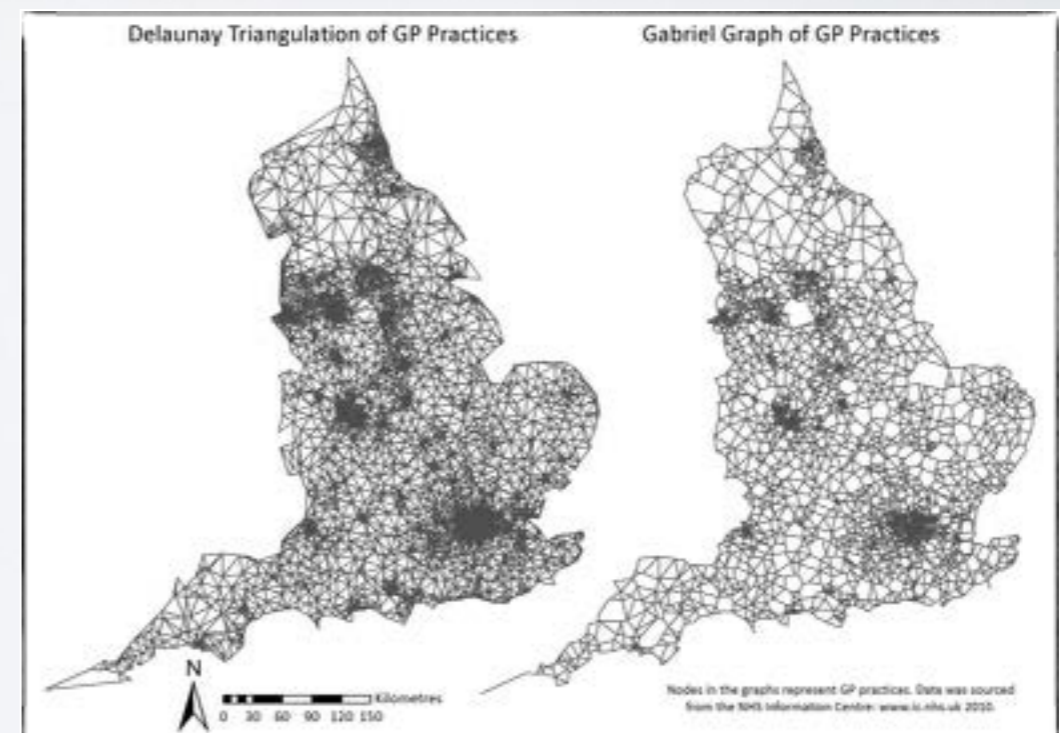 Delaunay Triangulation of GP Practices
Gabriel Graph of GP Practices
N
Kilometres
0 30 60 90 120 150
Nodes in the graphs represent GP practices. Data was sourced
from the NHS Information Centre: www.ic.nhs.uk 2010.